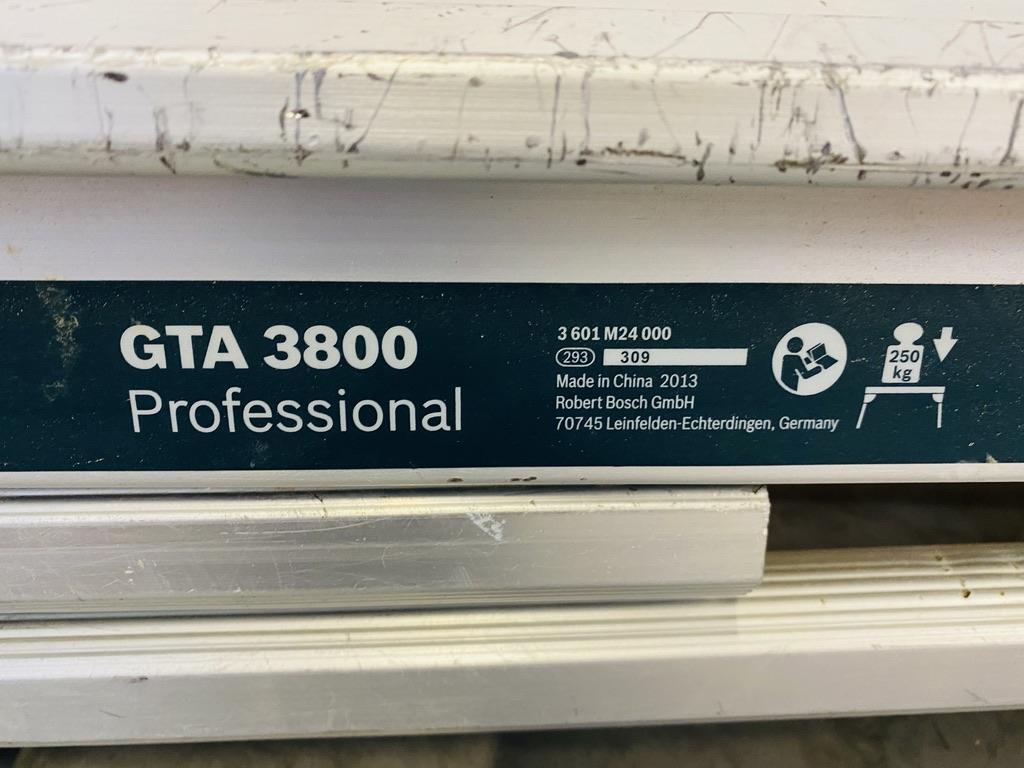 GTA 3800
Professional
3 601 M24 000
293 309
Made in China 2013
Robert Bosch GmbH
70745 Leinfelden-Echterdingen, Germany
250
kg